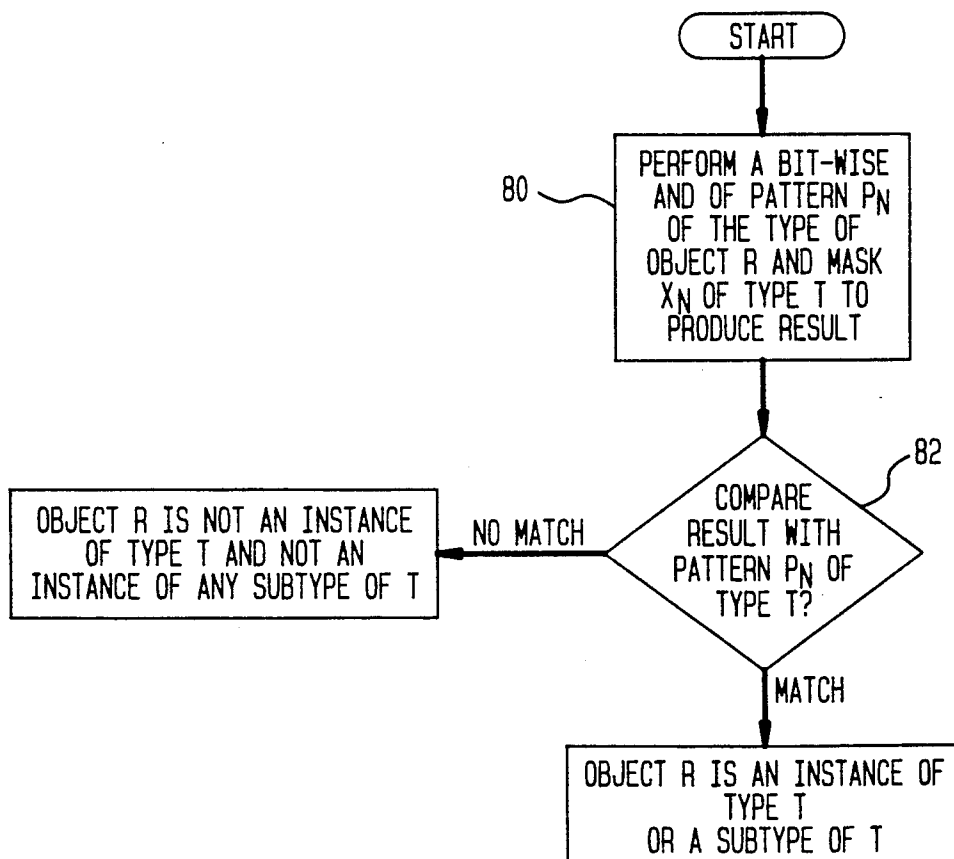 START
80
PERFORM A BIT-WISE
AND OF PATTERN PN
OF THE TYPE OF
OBJECT R AND MASK
XN OF TYPE T TO
PRODUCE RESULT
82
COMPARE
RESULT WITH
PATTERN PN OF
TYPE T?
NO MATCH
OBJECT R IS NOT AN INSTANCE
OF TYPE T AND NOT AN
INSTANCE OF ANY SUBTYPE OF T
MATCH
OBJECT R IS AN INSTANCE OF
TYPE T
OR A SUBTYPE OF T